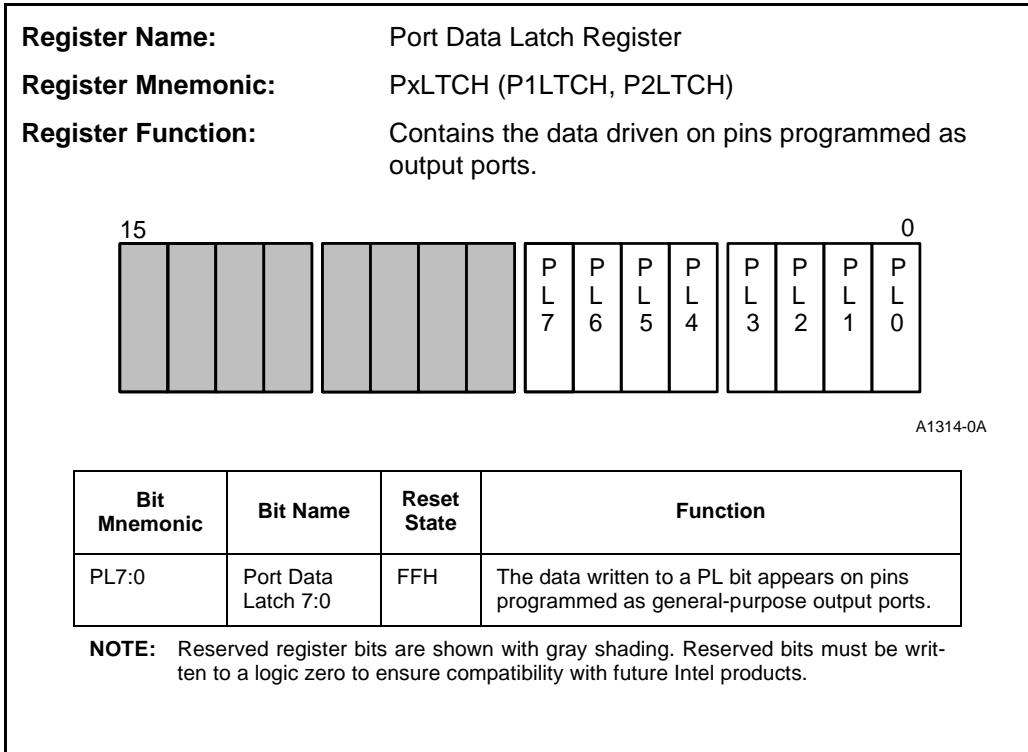 Register Name: Port Data Latch Register
Register Mnemonic: PxLTCH (P1LTCH, P2LTCH)
Register Function: Contains the data driven on pins programmed as
output ports.
15 0
P P P P P P P P
L L L L L L L L
7 6 5 4 3 2 1 0
A1314-0A
Bit Mnemonic Bit Name Reset State Function
PL7:0 Port Data FFH The data written to a PL bit appears on pins
Latch 7:0 programmed as general-purpose output ports.
NOTE: Reserved register bits are shown with gray shading. Reserved bits must be writ-
ten to a logic zero to ensure compatibility with future Intel products.